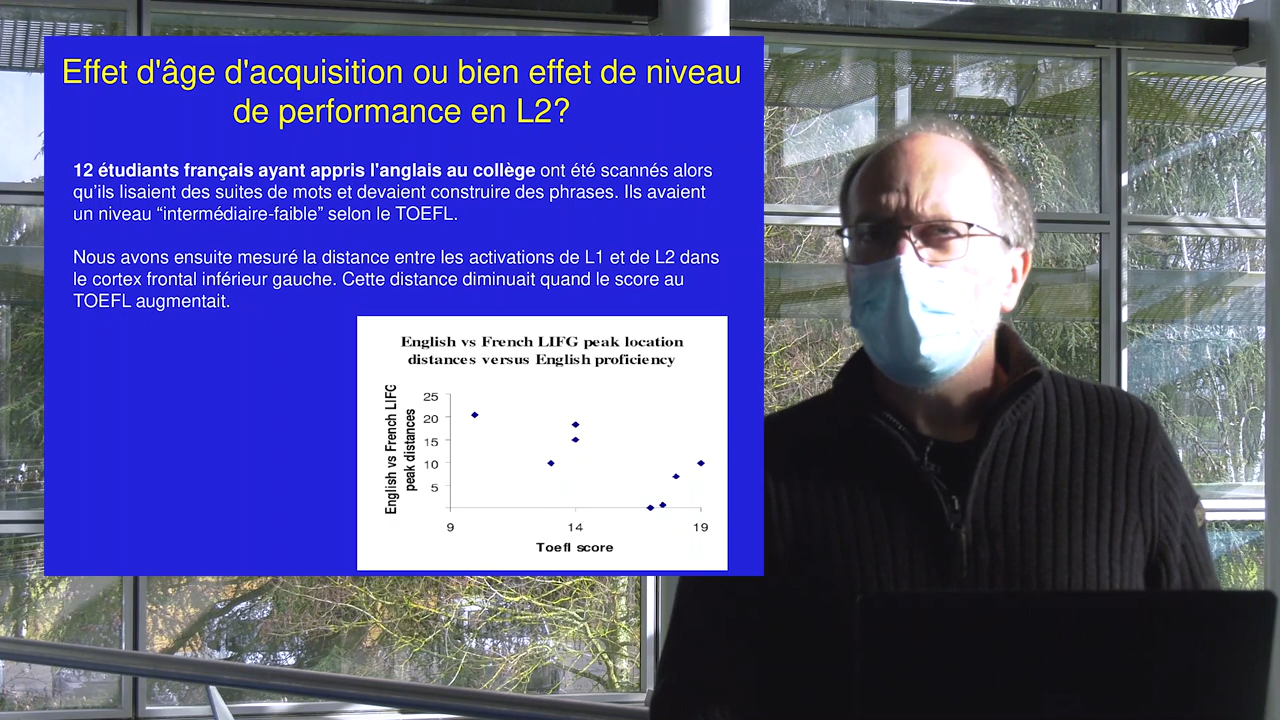 Effet d'âge d'acquisition ou bien effet de niveau
de performance en L2?
12 étudiants français ayant appris l'anglais au collège ont été scannés alors
qu'ils lisaient des suites de mots et devaient construire des phrases. Ils avaient
un niveau “intermédiaire-faible” selon le TOEFL.
Nous avons ensuite mesuré la distance entre les activations de L1 et de L2 dans
le cortex frontal inférieur gauche. Cette distance diminuait quand le score au
TOEFL augmentait.
English vs French LIFG peak location
distances versus English proficiency
English vs French LIFG
peak distances
25
20
15
10
5
9 14 19
Toefl score